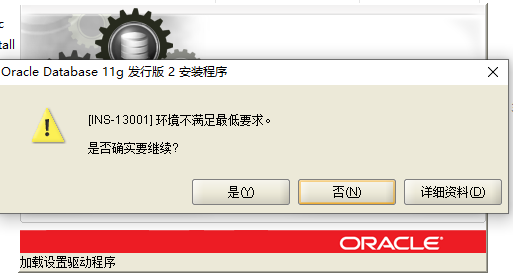 tall
Oracle Database 11g 发行版 2 安装程序
[INS-13001] 环境不满足最低要求。
是否确实要继续?
是(Y)
否(N)
详细资料(D)
ORACLE
加载设置驱动程序